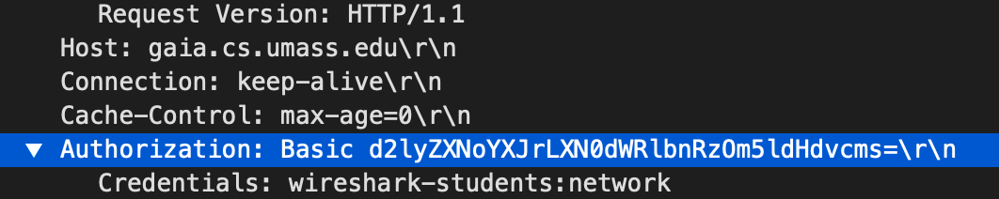 Request Version: HTTP/1.1
Host: gaia.cs.umass.edu\r\n
Connection: keep-alive\r\n
Cache-Control: max-age=0\r\n
Authorization: Basic d2lyZXNoYXJrLXN0dWRlbnRzOm5ldHdvcms=\r\n
Credentials: wireshark-students:network